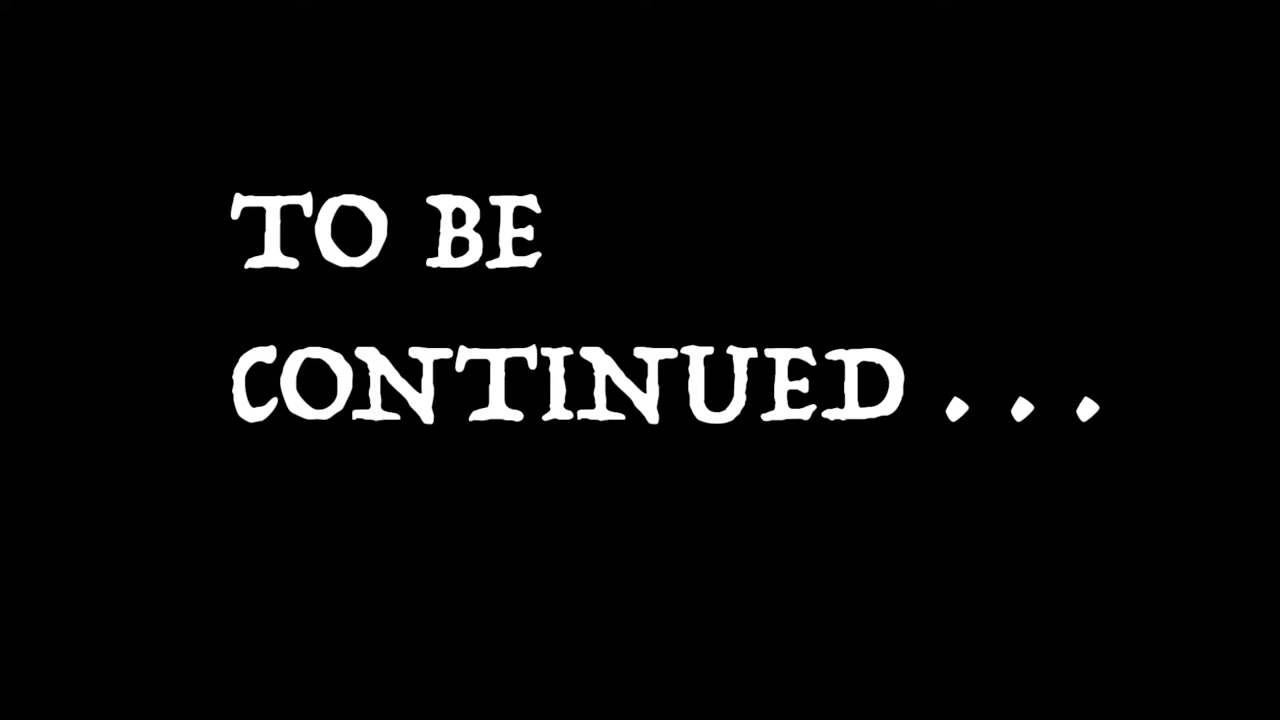 TO BE
CONTINUED . . .